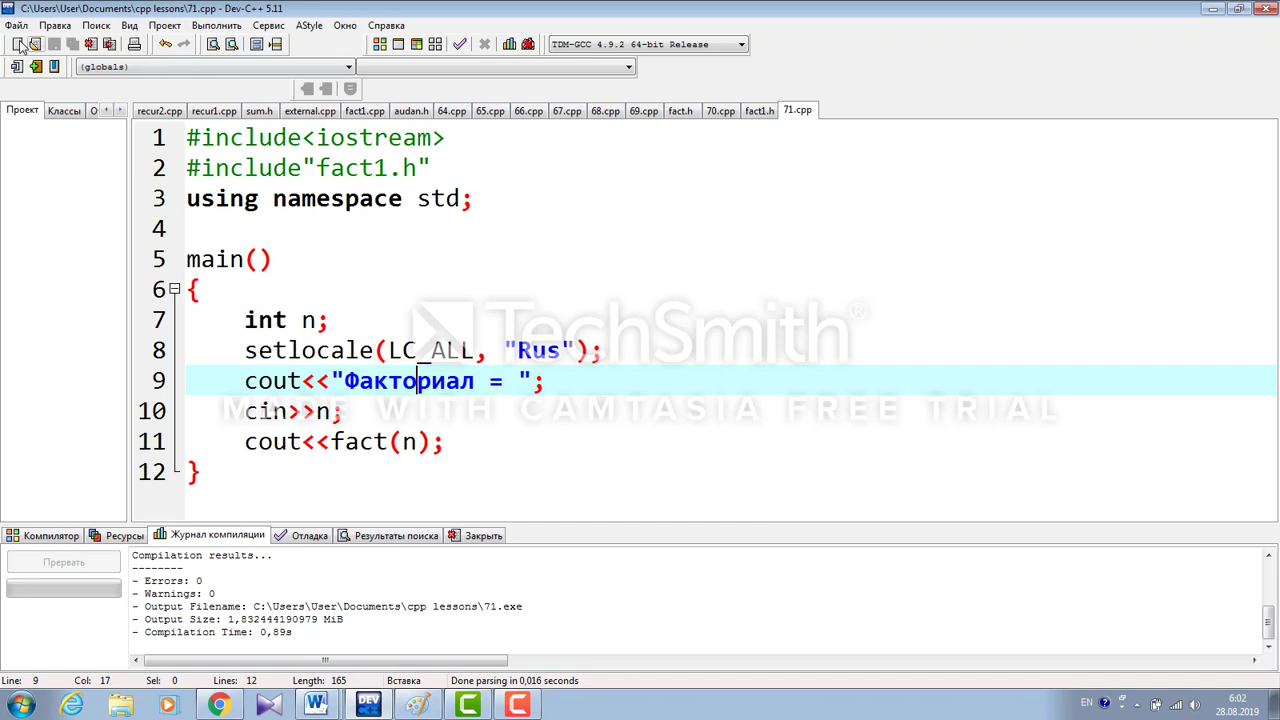 C:\Users\User\Documents\cpp lessons\71.cpp - Dev-C++ 5.11
Файл Правка Поиск Вид Проект Выполнить Сервис AStyle Окно Справка
TDM-GCC 4.9.2 64-bit Release
(globals)
Проект Классы О recur2.cpp recur1.cpp sum.h external.cpp fact1.cpp audan.h 64.cpp 65.cpp 66.cpp 67.cpp 68.cpp 69.cpp fact.h 70.cpp fact1.h 71.cpp
1 #include<iostream>
2 #include"fact1.h"
3 using namespace std;
4
5 main()
6 {
7 int n;
8 setlocale(LC_ALL, "Rus");
9 cout<<"Факториал = ";
10 cin>>n;
11 cout<<fact(n);
12 }
TechSmith®
MADE WITH CAMTASIA FREE TRIAL
Компилятор Ресурсы Журнал компиляции Отладка Результаты поиска Закрыть
Прервать
Compilation results...
--------
- Errors: 0
- Warnings: 0
- Output Filename: C:\Users\User\Documents\cpp lessons\71.exe
- Output Size: 1,832444190979 MiB
- Compilation Time: 0,89s
Line: 9 Col: 17 Sel: 0 Lines: 12 Length: 165 Вставка Done parsing in 0,016 seconds
EN 6:02
28.08.2019